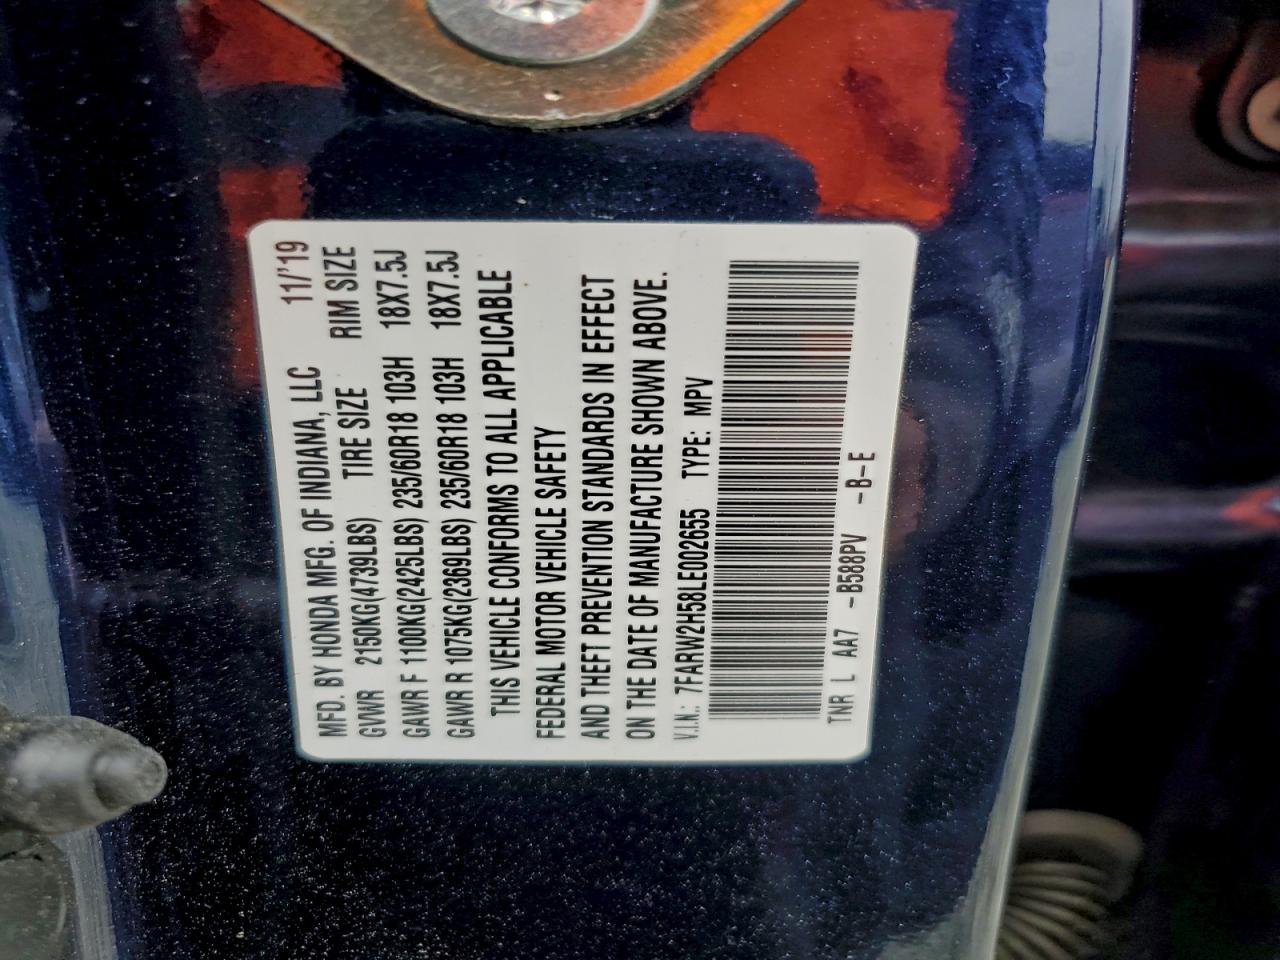 MFD. BY HONDA MFG. OF INDIANA, LLC 11/'19
GVWR 2150KG(4739LBS) TIRE SIZE RIM SIZE
GAWR F 1100KG(2425LBS) 235/60R18 103H 18X7.5J
GAWR R 1075KG(2369LBS) 235/60R18 103H 18X7.5J
THIS VEHICLE CONFORMS TO ALL APPLICABLE
FEDERAL MOTOR VEHICLE SAFETY
AND THEFT PREVENTION STANDARDS IN EFFECT
ON THE DATE OF MANUFACTURE SHOWN ABOVE.
V.I.N.: 7FARW2H58LE002655 TYPE: MPV
TNR L AA7 -B588PV -B-E